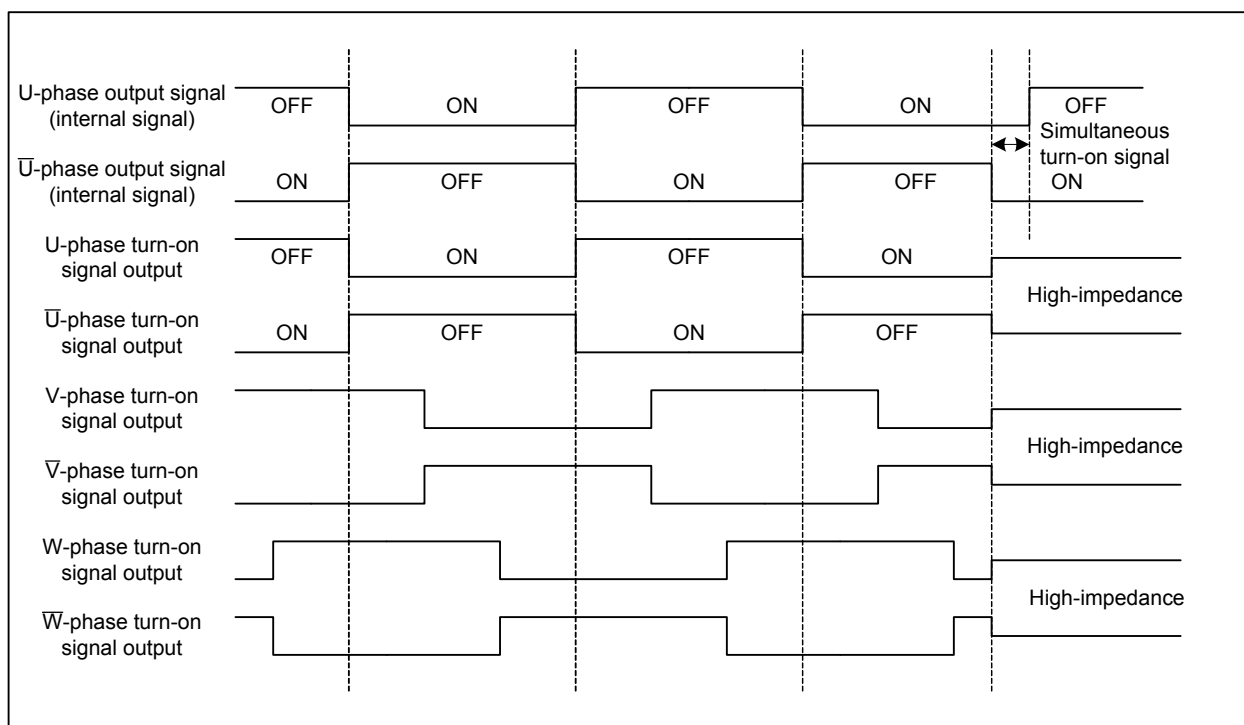 U-phase output signal
(internal signal)
OFF
ON
OFF
ON
OFF
Simultaneous
turn-on signal
U̅-phase output signal
(internal signal)
ON
OFF
ON
OFF
ON
U-phase turn-on
signal output
OFF
ON
OFF
ON
High-impedance
U̅-phase turn-on
signal output
ON
OFF
ON
OFF
V-phase turn-on
signal output
High-impedance
V̅-phase turn-on
signal output
W-phase turn-on
signal output
High-impedance
W̅-phase turn-on
signal output